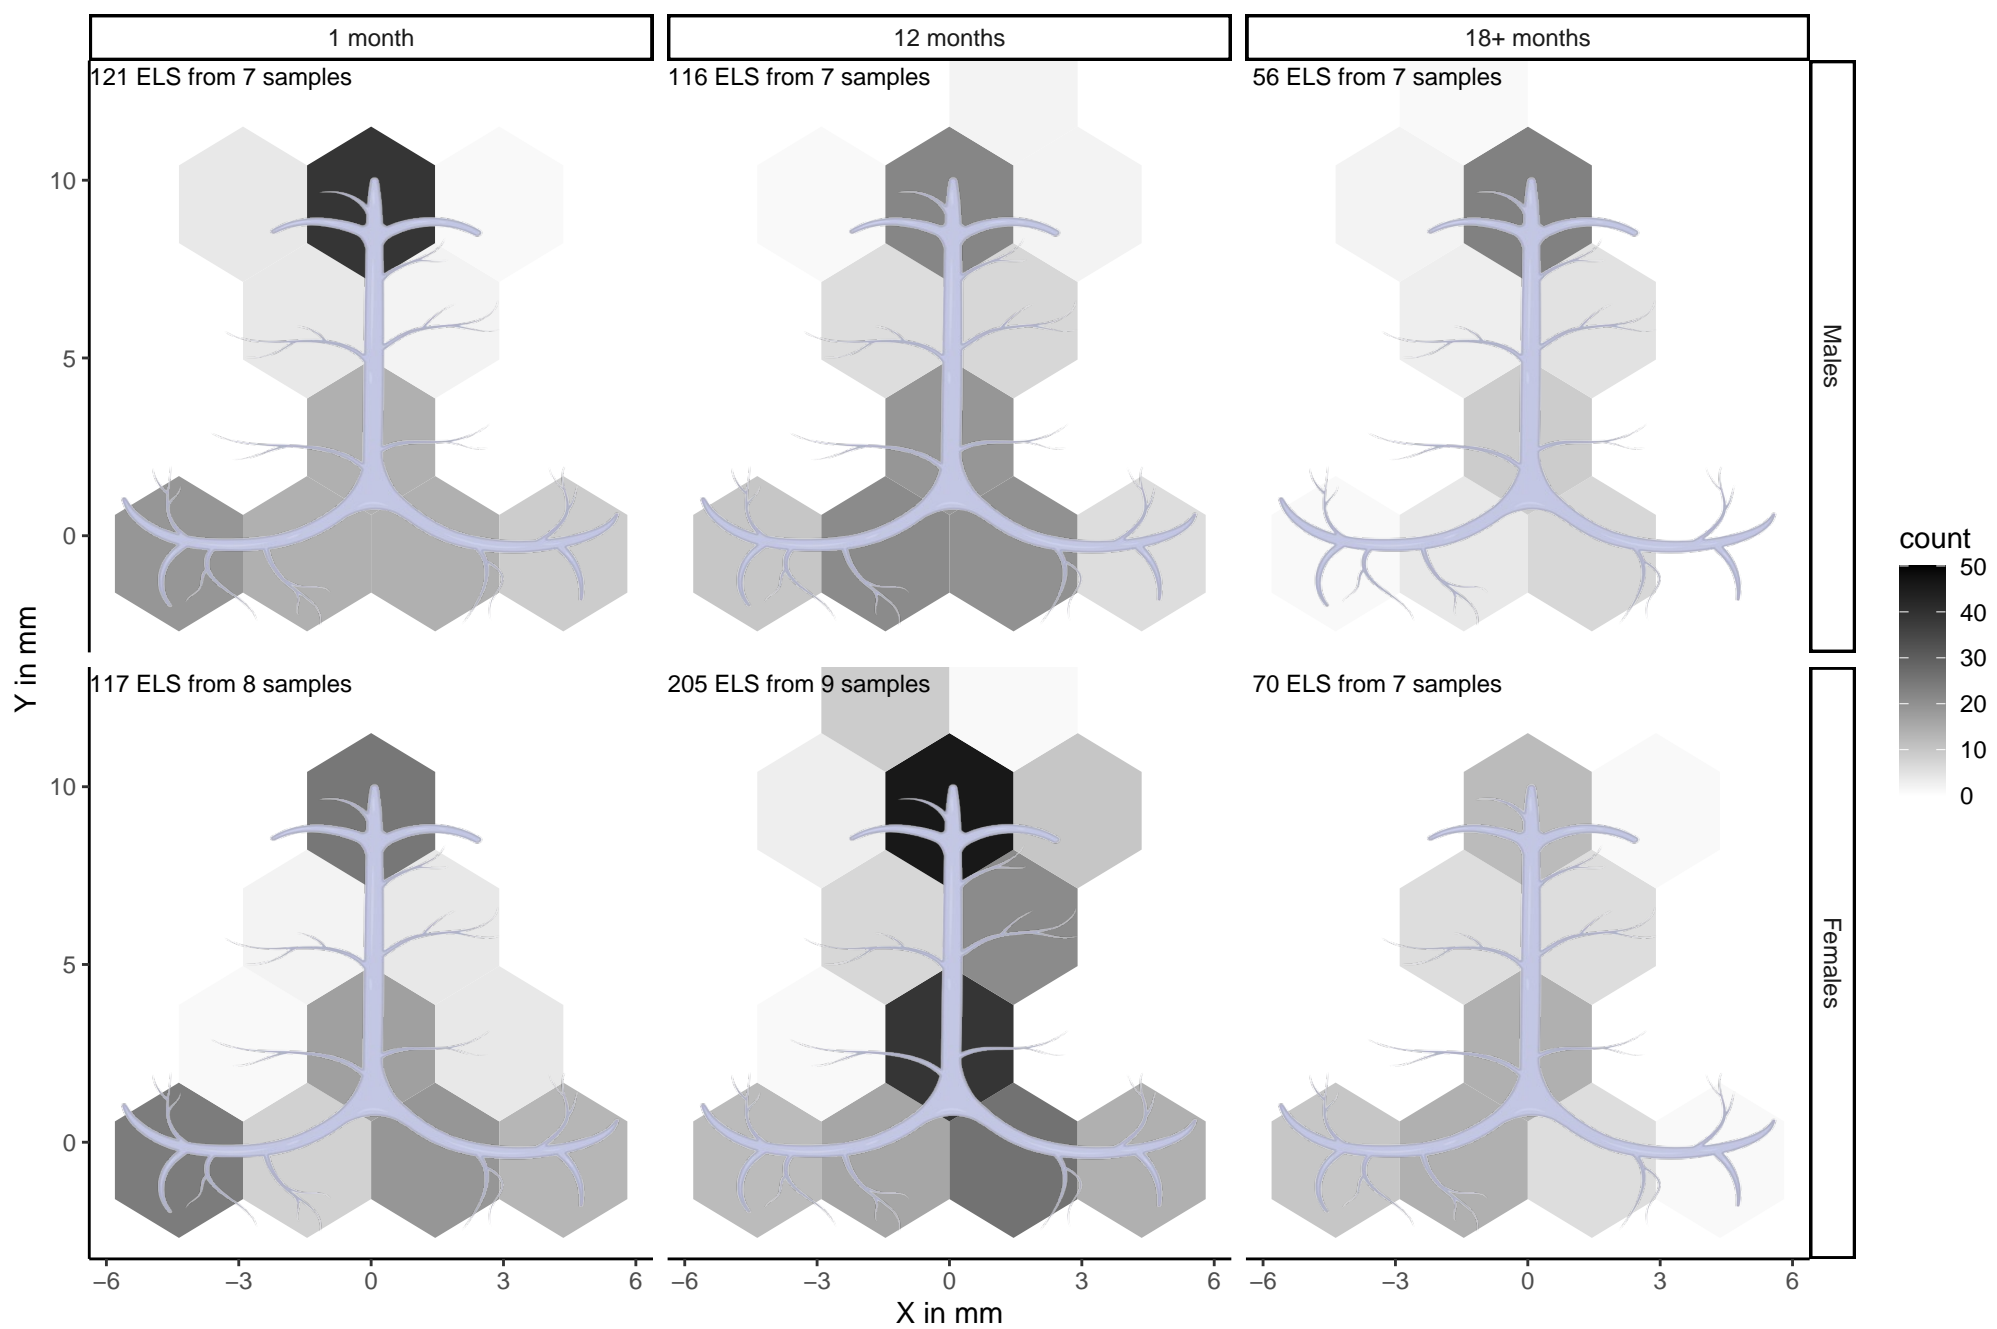 1 month
12 months
18+ months
121 ELS from 7 samples
116 ELS from 7 samples
56 ELS from 7 samples
10
5
0
Males
117 ELS from 8 samples
205 ELS from 9 samples
70 ELS from 7 samples
10
5
0
Females
Y in mm
−6 −3 0 3 6
−6 −3 0 3 6
−6 −3 0 3 6
X in mm
count
50
40
30
20
10
0